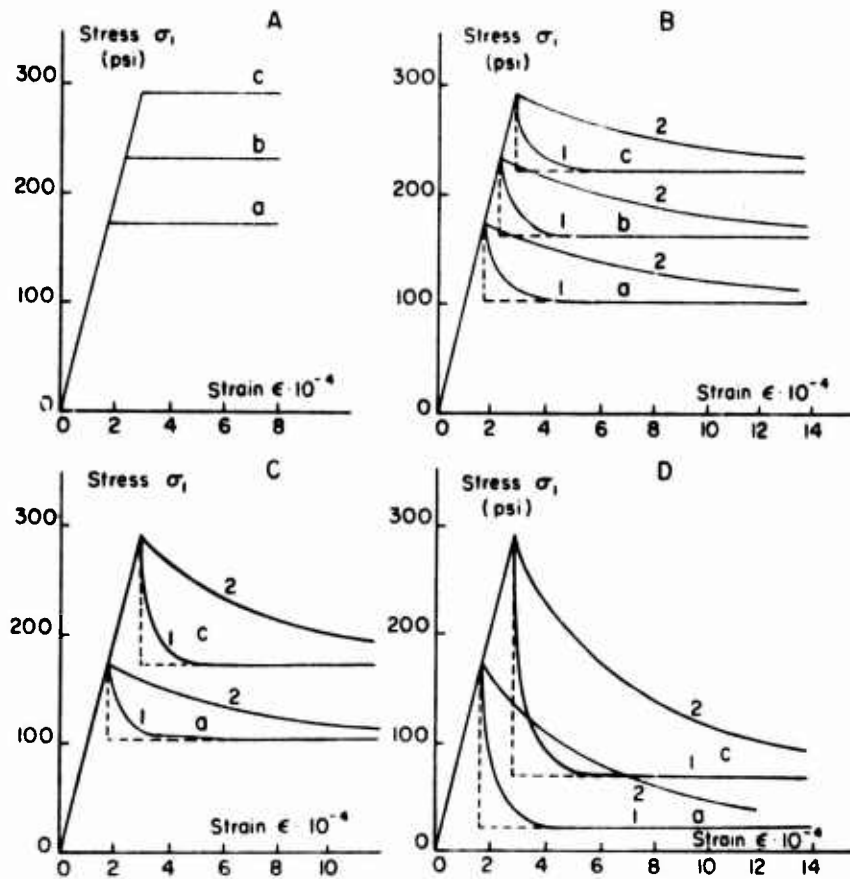 A
Stress σ₁
(psi)
300
200
100
0
c
b
a
Strain ϵ·10⁻⁴
0 2 4 6 8 10
B
Stress σ₁
(psi)
300
200
100
0
2
1 c
2
1 b
2
1 a
Strain ϵ·10⁻⁴
0 2 4 6 8 10 12 14
C
Stress σ₁
300
200
100
0
2
1 c
2
1 a
Strain ϵ·10⁻⁴
0 2 4 6 8 10
D
Stress σ₁
(psi)
300
200
100
0
2
1 c
2
1 a
Strain ϵ·10⁻⁴
0 2 4 6 8 10 12 14